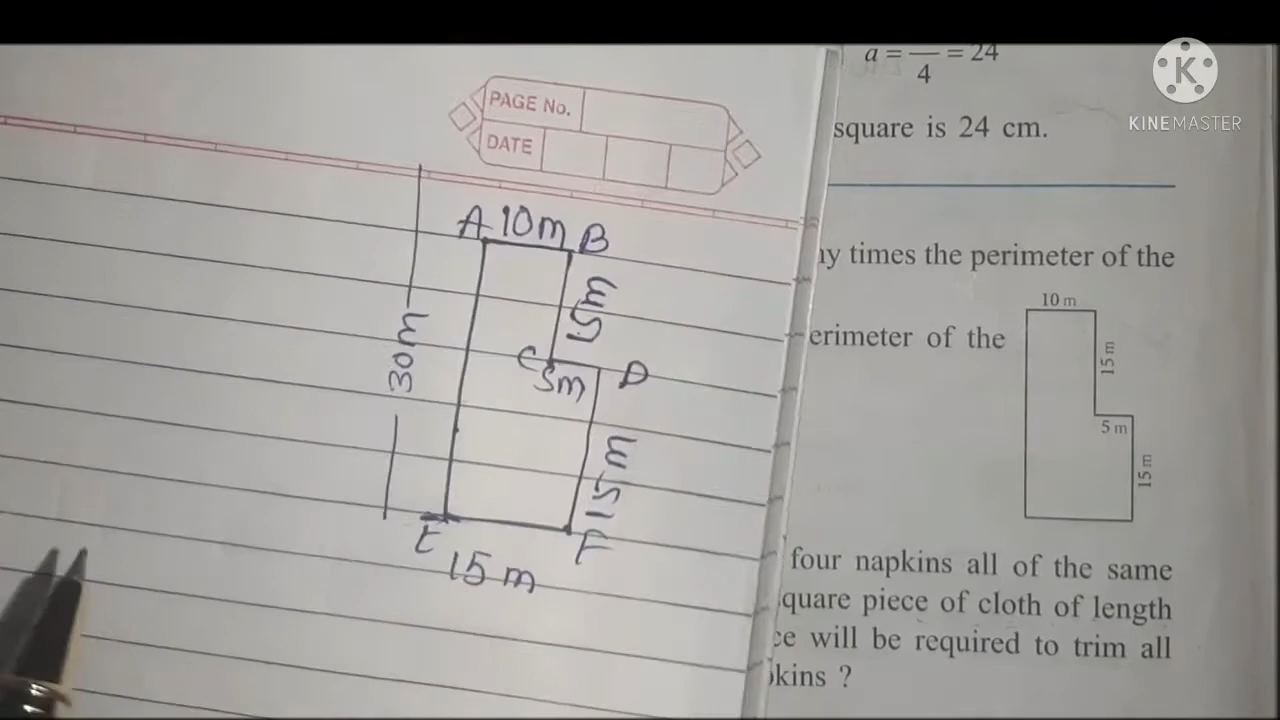 a = — = 24
4
KINEMASTER
square is 24 cm.
PAGE No.
DATE
A 10m B
15m
30m
C D
5m
15m
E F
15 m
times the perimeter of the
erimeter of the
10 m
15 m
5 m
15 m
four napkins all of the same
quare piece of cloth of length
will be required to trim all
kins ?